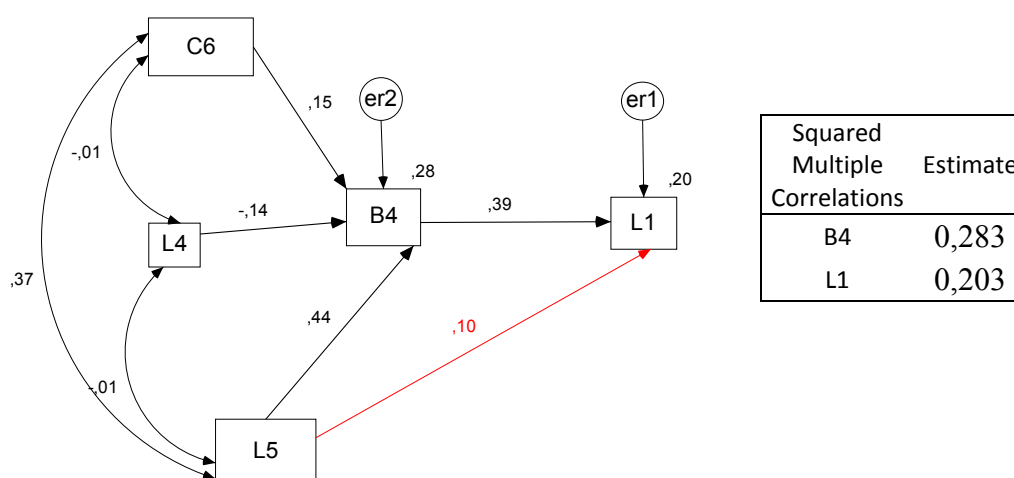 C6
er2
er1
,15
-,01
,28
,20
B4
L1
-,14
,39
L4
,37
,44
,10
-,01
L5
Squared
Multiple
Correlations
Estimate
B4 0,283
L1 0,203